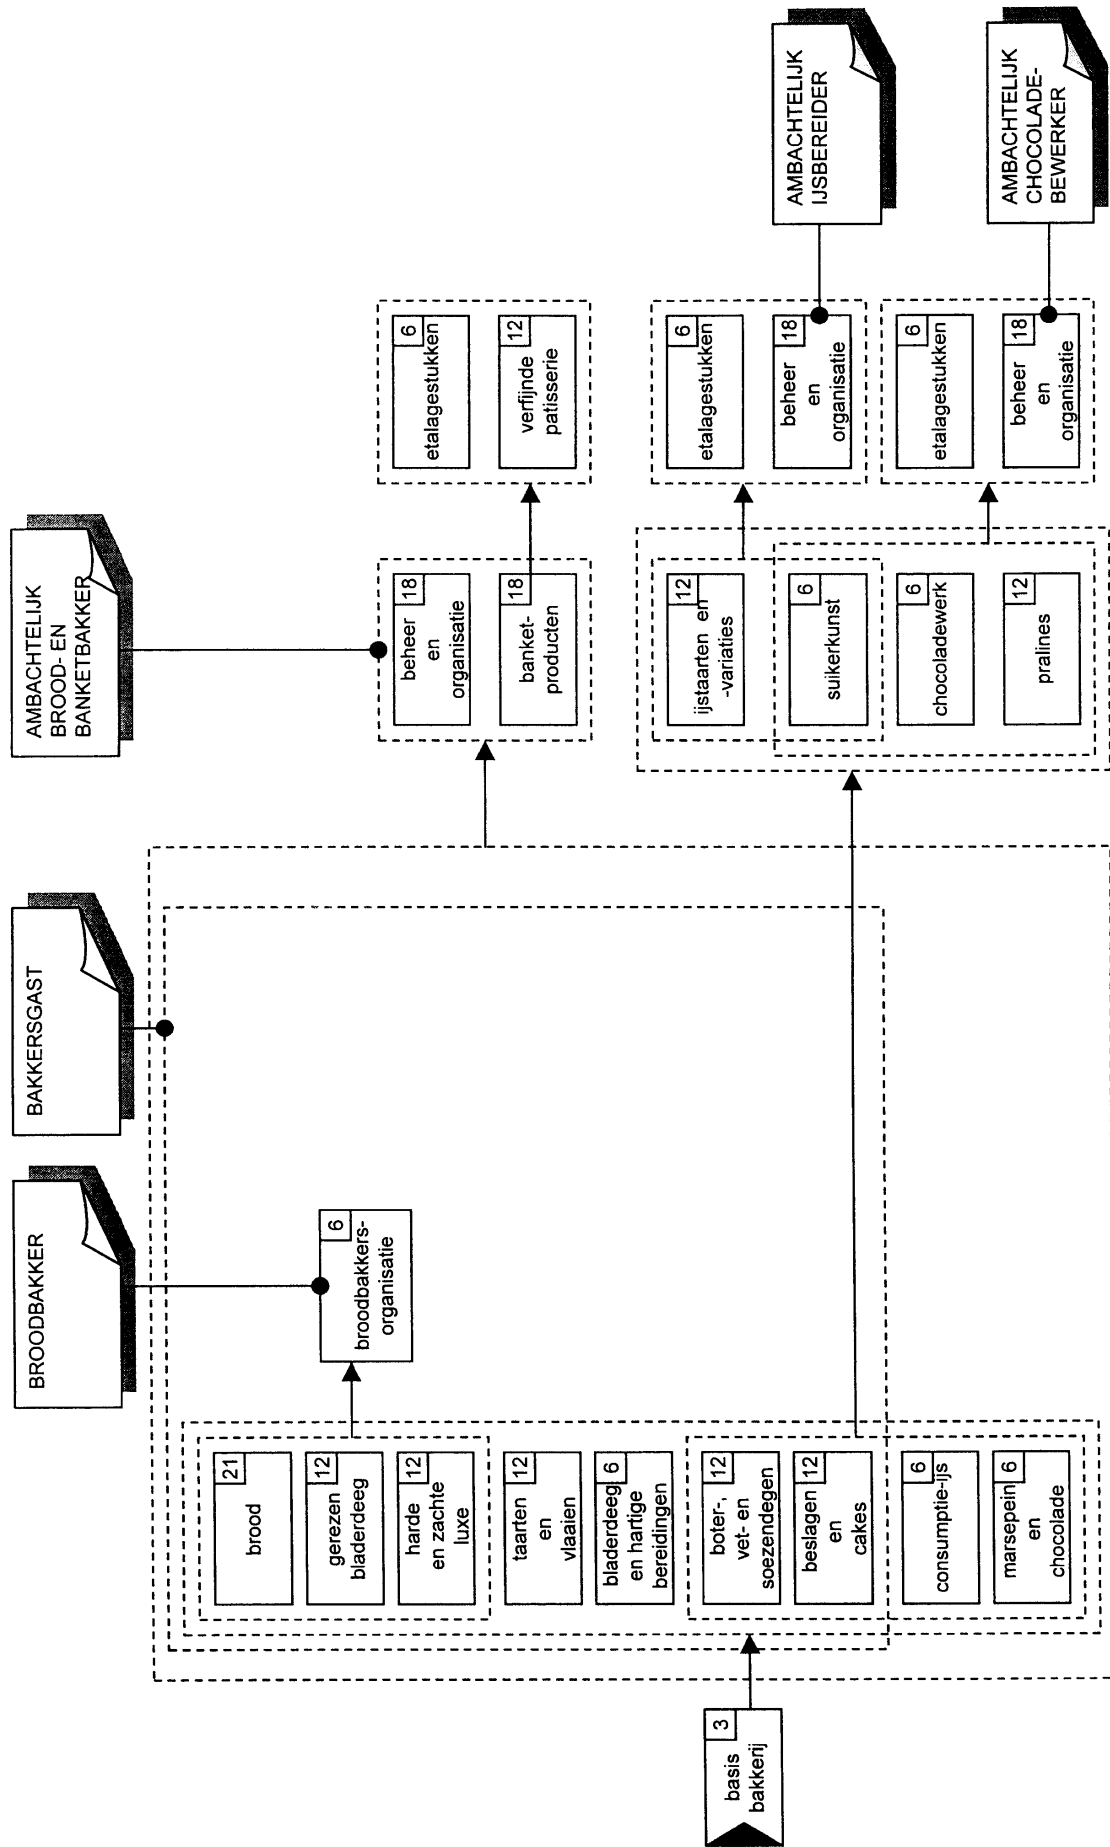 BROODBAKKER
BAKKERSGAST
AMBACHTELIJK
BROOD- EN
BANKETBAKKER
3
basis
bakkerij
21
brood
12
gerezen
bladerdeeg
12
harde
en zachte
luxe
12
taarten
en
vlaaien
6
bladerdeeg
en hartige
bereidingen
12
boter-,
vet- en
soezendegen
12
beslagen
en
cakes
6
consumptie-ijs
6
marsepein
en
chocolade
6
broodbakkers-
organisatie
18
beheer
en
organisatie
18
banket-
producten
6
etalagestukken
12
verfijnde
patisserie
12
ijstaarten en
-variaties
6
suikerkunst
6
chocoladewerk
12
pralines
6
etalagestukken
18
beheer
en
organisatie
6
etalagestukken
18
beheer
en
organisatie
AMBACHTELIJK
IJSBEREIDER
AMBACHTELIJK
CHOCOLADE-
BEWERKER